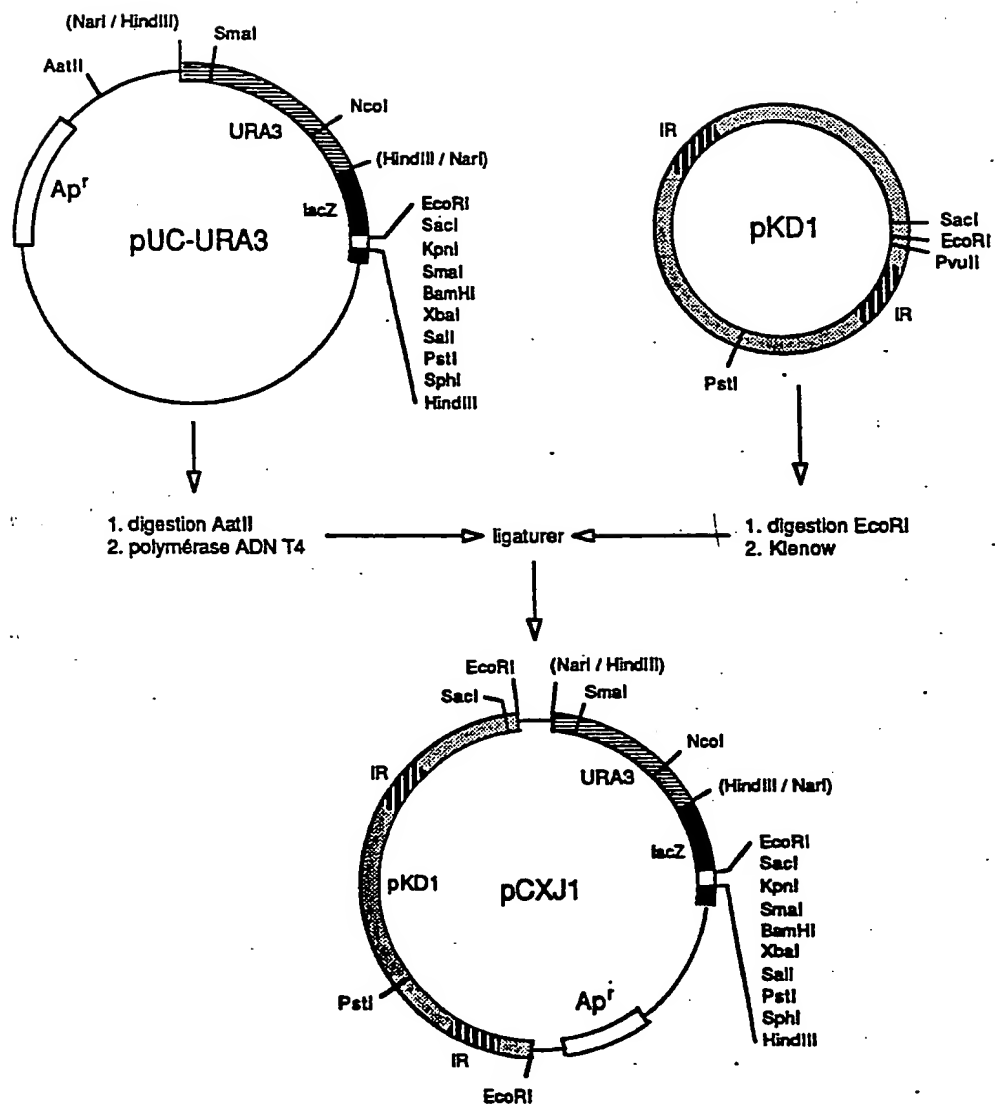 (NarI / HindIII)
SmaI
AatII
NcoI
URA3
(HindIII / NarI)
Apr
lacZ
pUC-URA3
EcoRI
SacI
KpnI
SmaI
BamHI
XbaI
SalI
PstI
SphI
HindIII
IR
pKD1
SacI
EcoRI
PvuII
IR
PstI
1. digestion AatII
2. polymérase ADN T4
ligaturer
1. digestion EcoRI
2. Klenow
EcoRI
(NarI / HindIII)
SacI
SmaI
NcoI
IR
URA3
(HindIII / NarI)
lacZ
pKD1
pCXJ1
EcoRI
SacI
KpnI
SmaI
BamHI
XbaI
SalI
PstI
SphI
HindIII
PstI
Apr
IR
EcoRI